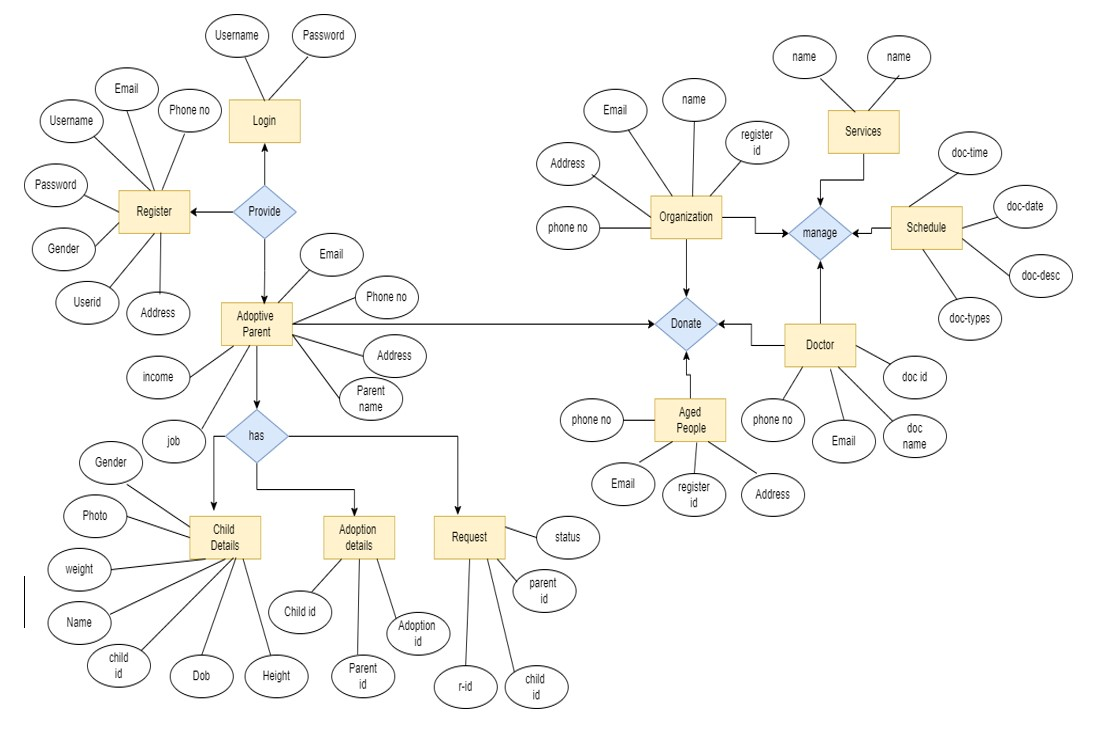 Username
Password
name
name
Email
Phone no
Username
Login
Email
name
register
id
Services
doc-time
Address
Password
Register
Provide
Organization
phone no
manage
Schedule
doc-date
Gender
Email
doc-desc
Userid
Address
Phone no
doc-types
Adoptive
Parent
Donate
Doctor
Address
income
Parent
name
doc id
job
has
phone no
Aged
People
phone no
Email
doc
name
Gender
Email
register
id
Address
Photo
Child
Details
Adoption
details
Request
status
weight
parent
id
Name
Child id
Adoption
id
child
id
Dob
Height
Parent
id
r-id
child
id